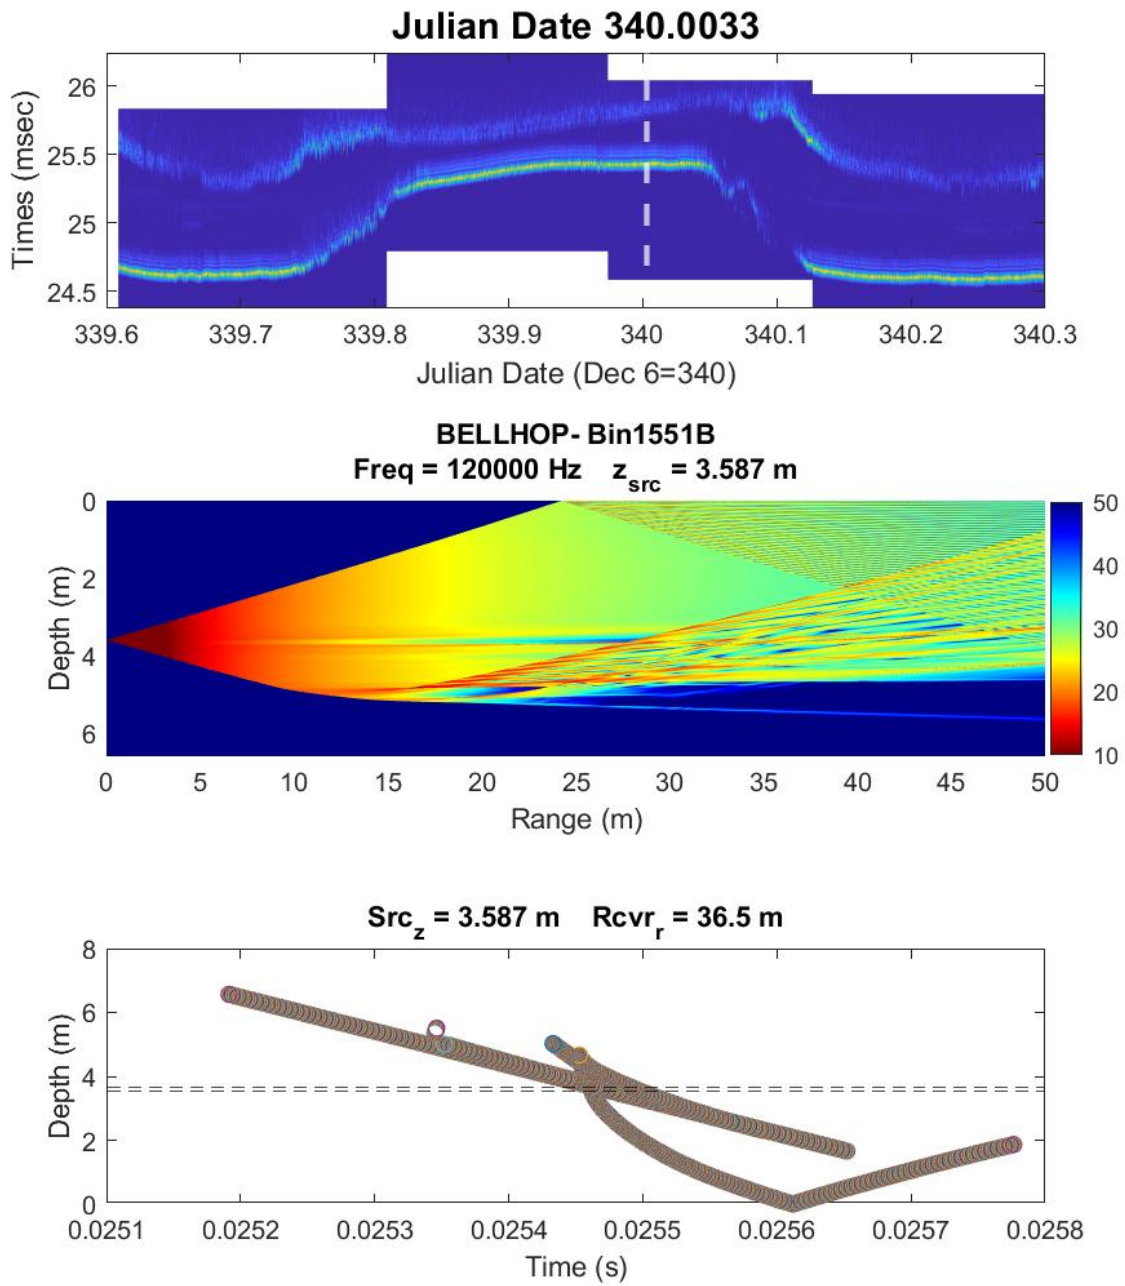 Julian Date 340.0033
Times (msec)
26
25.5
25
24.5
339.6 339.7 339.8 339.9 340 340.1 340.2 340.3
Julian Date (Dec 6=340)
BELLHOP- Bin1551B
Freq = 120000 Hz z_src = 3.587 m
Depth (m)
0
2
4
6
50
40
30
20
10
0 5 10 15 20 25 30 35 40 45 50
Range (m)
Src_z = 3.587 m Rcvr_r = 36.5 m
Depth (m)
8
6
4
2
0
0.0251 0.0252 0.0253 0.0254 0.0255 0.0256 0.0257 0.0258
Time (s)